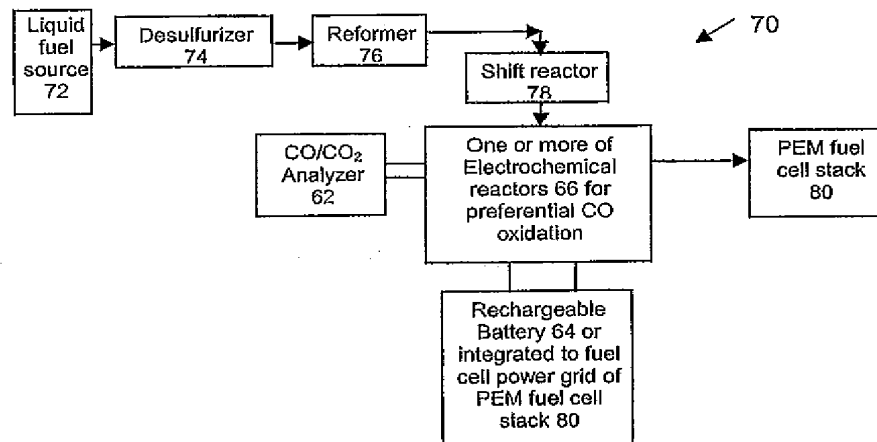 Liquid
fuel
source
72
Desulfurizer
74
Reformer
76
70
Shift reactor
78
CO/CO₂
Analyzer
62
One or more of
Electrochemical
reactors 66 for
preferential CO
oxidation
PEM fuel
cell stack
80
Rechargeable
Battery 64 or
integrated to fuel
cell power grid of
PEM fuel cell
stack 80